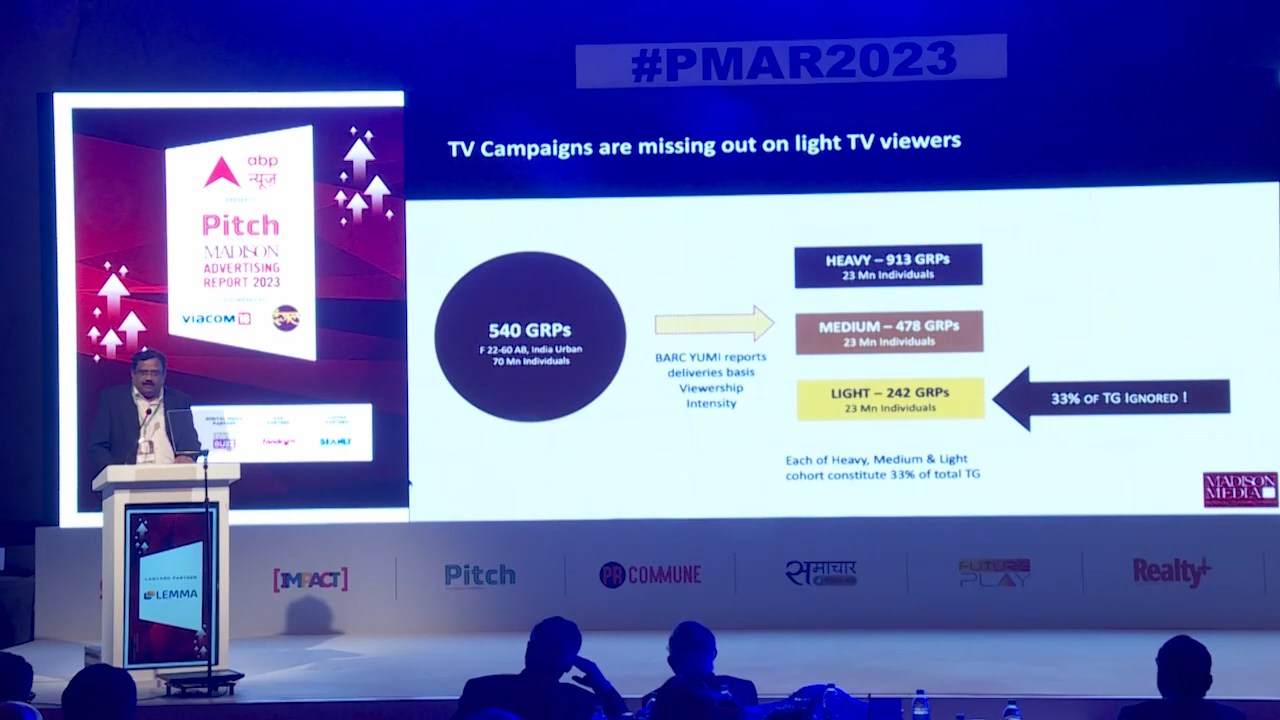 #PMAR2023
TV Campaigns are missing out on light TV viewers
abp
न्यूज़
Pitch
MADISON
ADVERTISING
REPORT 2023
VIACOM 18
540 GRPs
F 22-60 AB, India Urban
70 Mn Individuals
BARC YUMI reports
deliveries basis
Viewership
Intensity
HEAVY – 913 GRPs
23 Mn Individuals
MEDIUM – 478 GRPs
23 Mn Individuals
LIGHT – 242 GRPs
23 Mn Individuals
33% OF TG IGNORED !
Each of Heavy, Medium & Light
cohort constitute 33% of total TG
MADISON
MEDIA
LANYARD PARTNER
LEMMA
[IMPACT]
Pitch
PR COMMUNE
समाचार
FUTURE
PLAY
Realty+